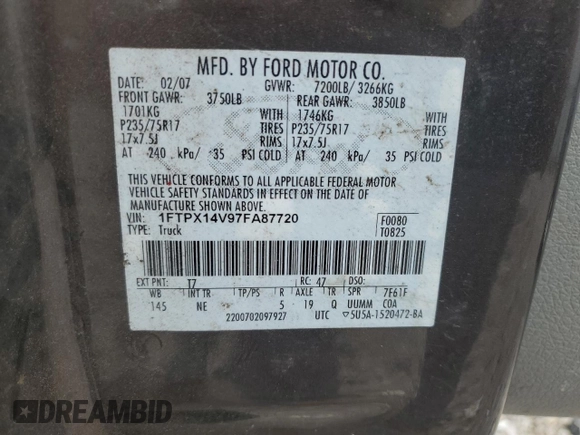 MFD. BY FORD MOTOR CO.
DATE: 02/07 GVWR: 7200LB/ 3266KG
FRONT GAWR: 3750LB REAR GAWR: 3850LB
1701KG WITH 1746KG WITH
P235/75R17 TIRES P235/75R17 TIRES
17x7.5J RIMS 17x7.5J RIMS
AT 240 kPa/ 35 PSI COLD AT 240 kPa/ 35 PSI COLD
THIS VEHICLE CONFORMS TO ALL APPLICABLE FEDERAL MOTOR
VEHICLE SAFETY STANDARDS IN EFFECT ON THE DATE OF
MANUFACTURE SHOWN ABOVE.
VIN: 1FTPX14V97FA87720 F0080
TYPE: Truck T0825
EXT PNT: T7 RC: 47 DSO:
WB INT TR TP/PS R AXLE TR SPR 7F61F
145 NE 5 19 Q UUMM COA
2200702097927 UTC ▽5U5A-1520472-BA
DREAMBID